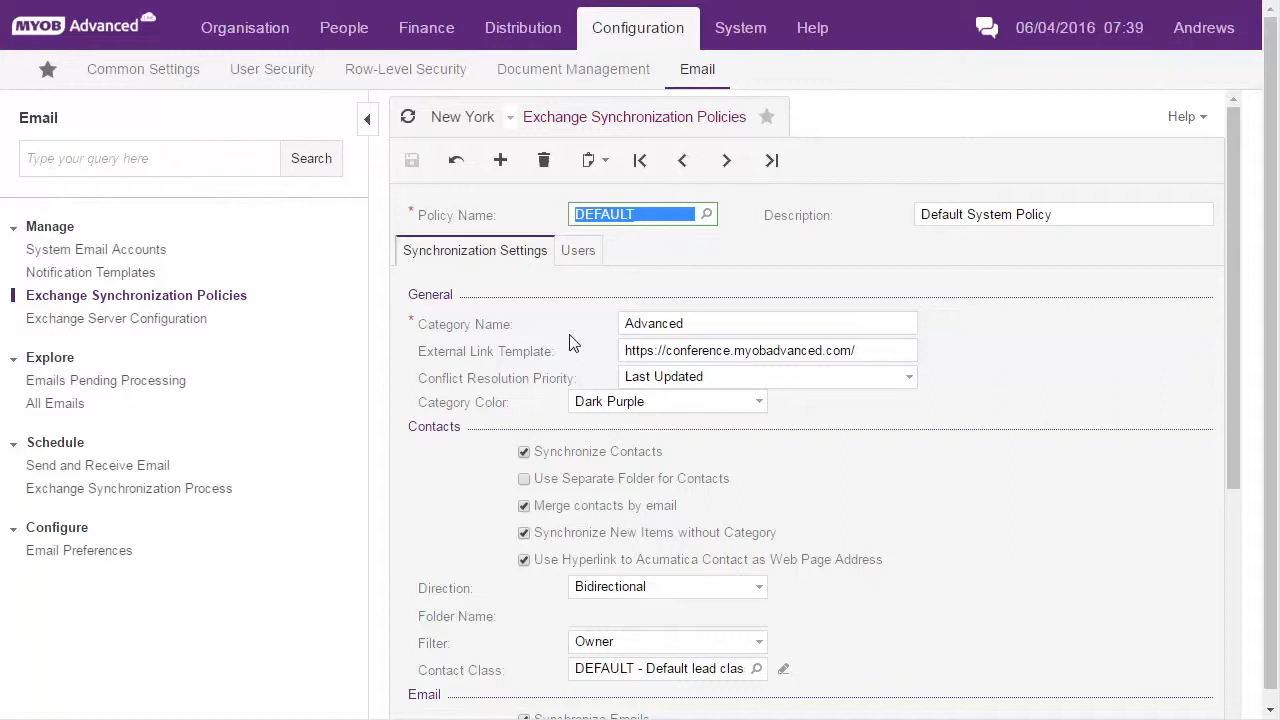 MYOB Advanced Organisation People Finance Distribution Configuration System Help 06/04/2016 07:39 Andrews
Common Settings User Security Row-Level Security Document Management Email
Email
Type your query here Search
Manage
System Email Accounts
Notification Templates
Exchange Synchronization Policies
Exchange Server Configuration
Explore
Emails Pending Processing
All Emails
Schedule
Send and Receive Email
Exchange Synchronization Process
Configure
Email Preferences
New York Exchange Synchronization Policies Help
* Policy Name: DEFAULT Description: Default System Policy
Synchronization Settings Users
General
* Category Name: Advanced
External Link Template: https://conference.myobadvanced.com/
Conflict Resolution Priority: Last Updated
Category Color: Dark Purple
Contacts
Synchronize Contacts
Use Separate Folder for Contacts
Merge contacts by email
Synchronize New Items without Category
Use Hyperlink to Acumatica Contact as Web Page Address
Direction: Bidirectional
Folder Name:
Filter: Owner
Contact Class: DEFAULT - Default lead clas
Email
Synchronize Emails